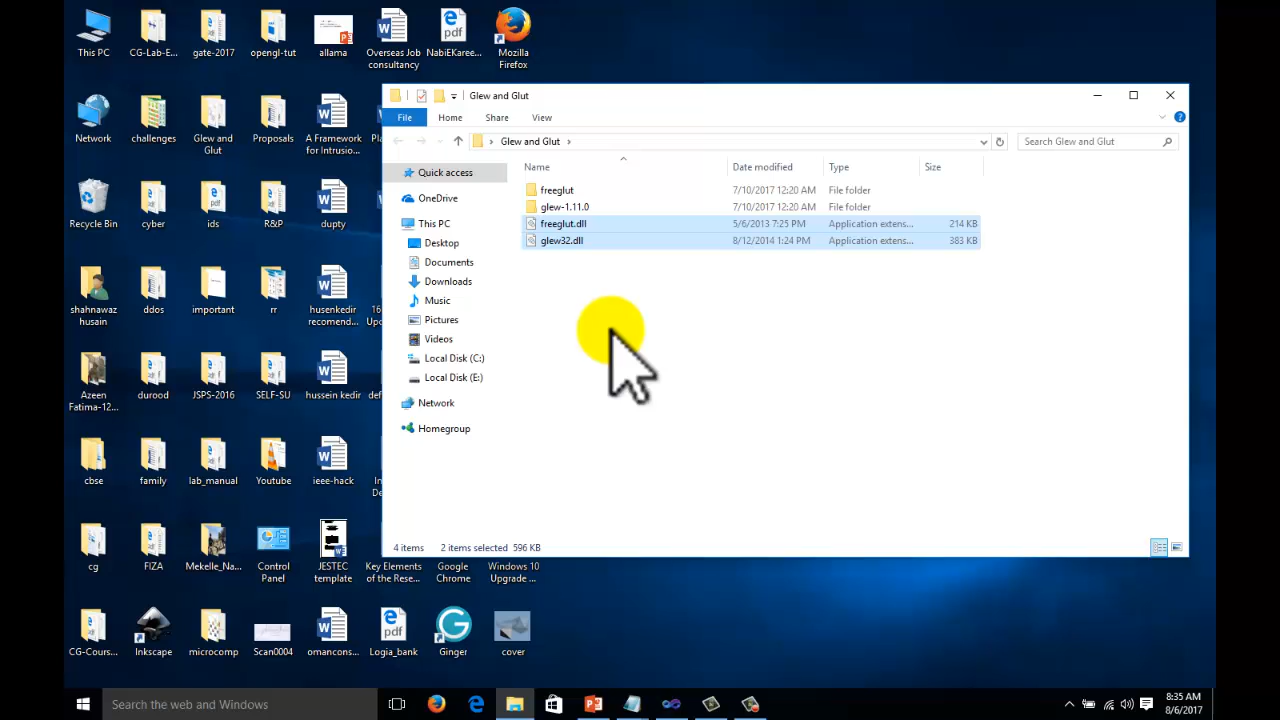 This PC
CG-Lab-E...
gate-2017
opengl-tut
allama
Overseas Job
consultancy
NabiEKaree...
Mozilla
Firefox
Network
challenges
Glew and
Glut
Proposals
A Framework
for Intrusio...
Recycle Bin
cyber
ids
R&P
dupty
shahnawaz
husain
ddos
important
rr
husenkedir
recomend...
Azeen
Fatima-12...
durood
JSPS-2016
SELF-SU
hussein kedir
cbse
family
lab_manual
Youtube
ieee-hack
cg
FIZA
Mekelle_Na...
Control
Panel
JESTEC
template
Key Elements
of the Rese...
Google
Chrome
Windows 10
Upgrade ...
CG-Cours...
Inkscape
microcomp
Scan0004
omancons...
Logia_bank
Ginger
cover
Glew and Glut
File Home Share View
Glew and Glut
Search Glew and Glut
Name Date modified Type Size
freeglut 7/10/2017 12:20 AM File folder
glew-1.11.0 7/10/2017 12:20 AM File folder
freeglut.dll 5/6/2013 7:25 PM Application extens... 214 KB
glew32.dll 8/12/2014 1:24 PM Application extens... 383 KB
Quick access
OneDrive
This PC
Desktop
Documents
Downloads
Music
Pictures
Videos
Local Disk (C:)
Local Disk (E:)
Network
Homegroup
4 items 2 items selected 596 KB
Search the web and Windows
8:35 AM
8/6/2017